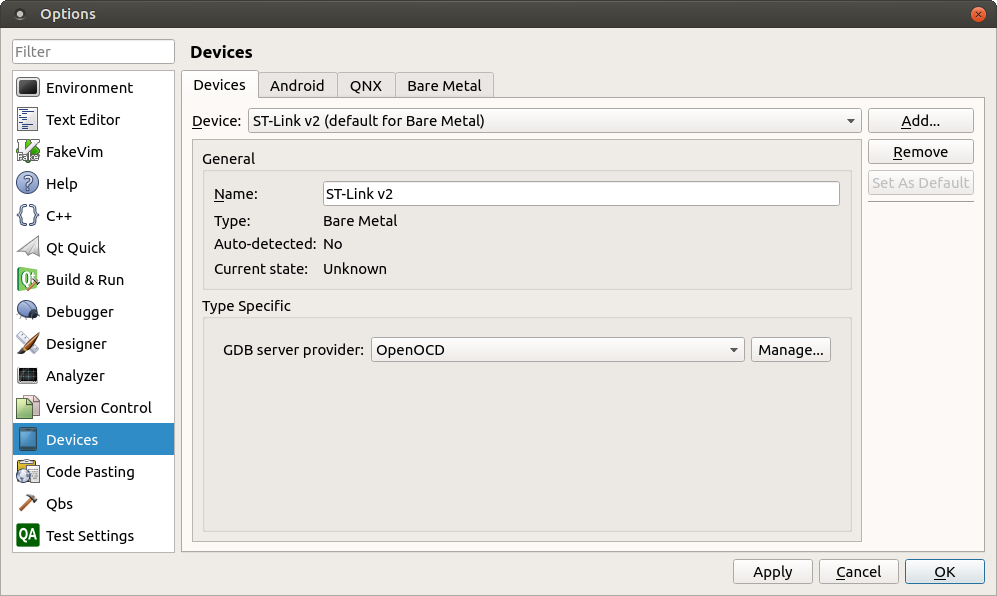 Options
Filter
Environment
Text Editor
FakeVim
Help
C++
Qt Quick
Build & Run
Debugger
Designer
Analyzer
Version Control
Devices
Code Pasting
Qbs
QA Test Settings
Devices
Devices Android QNX Bare Metal
Device: ST-Link v2 (default for Bare Metal) Add...
Remove
Set As Default
General
Name: ST-Link v2
Type: Bare Metal
Auto-detected: No
Current state: Unknown
Type Specific
GDB server provider: OpenOCD Manage...
Apply Cancel OK